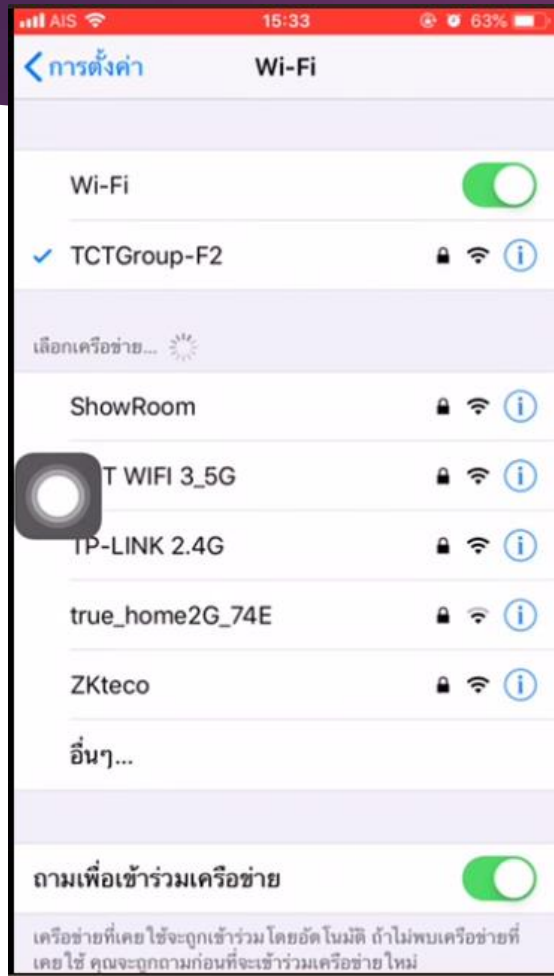 AIS 15:33 63%
การตั้งค่า Wi-Fi
Wi-Fi
TCTGroup-F2
เลือกเครือข่าย...
ShowRoom
T WIFI 3_5G
TP-LINK 2.4G
true_home2G_74E
ZKteco
อื่นๆ...
ถามเพื่อเข้าร่วมเครือข่าย
เครือข่ายที่เคยใช้จะถูกเข้าร่วมโดยอัตโนมัติ ถ้าไม่พบเครือข่ายที่
เคยใช้ คุณจะถูกถามก่อนที่จะเข้าร่วมเครือข่ายใหม่